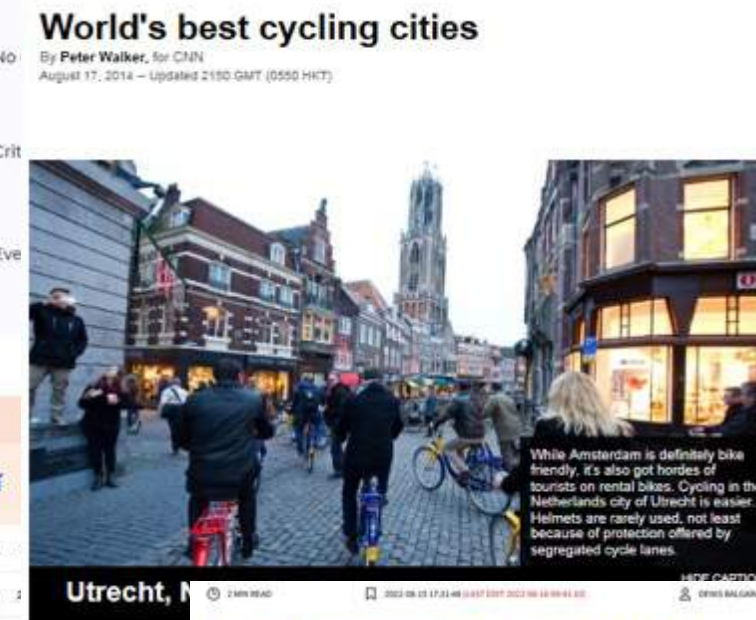 World's best cycling cities
By Peter Walker, for CNN
August 17, 2014 -- Updated 2150 GMT (0550 HKT)
While Amsterdam is definitely bike
friendly, it's also got hordes of
tourists on rental bikes. Cycling in the
Netherlands city of Utrecht is easier.
Helmets are rarely used, not least
because of protection offered by
segregated cycle lanes.
HIDE CAPTIO
Utrecht, N
2 MIN READ